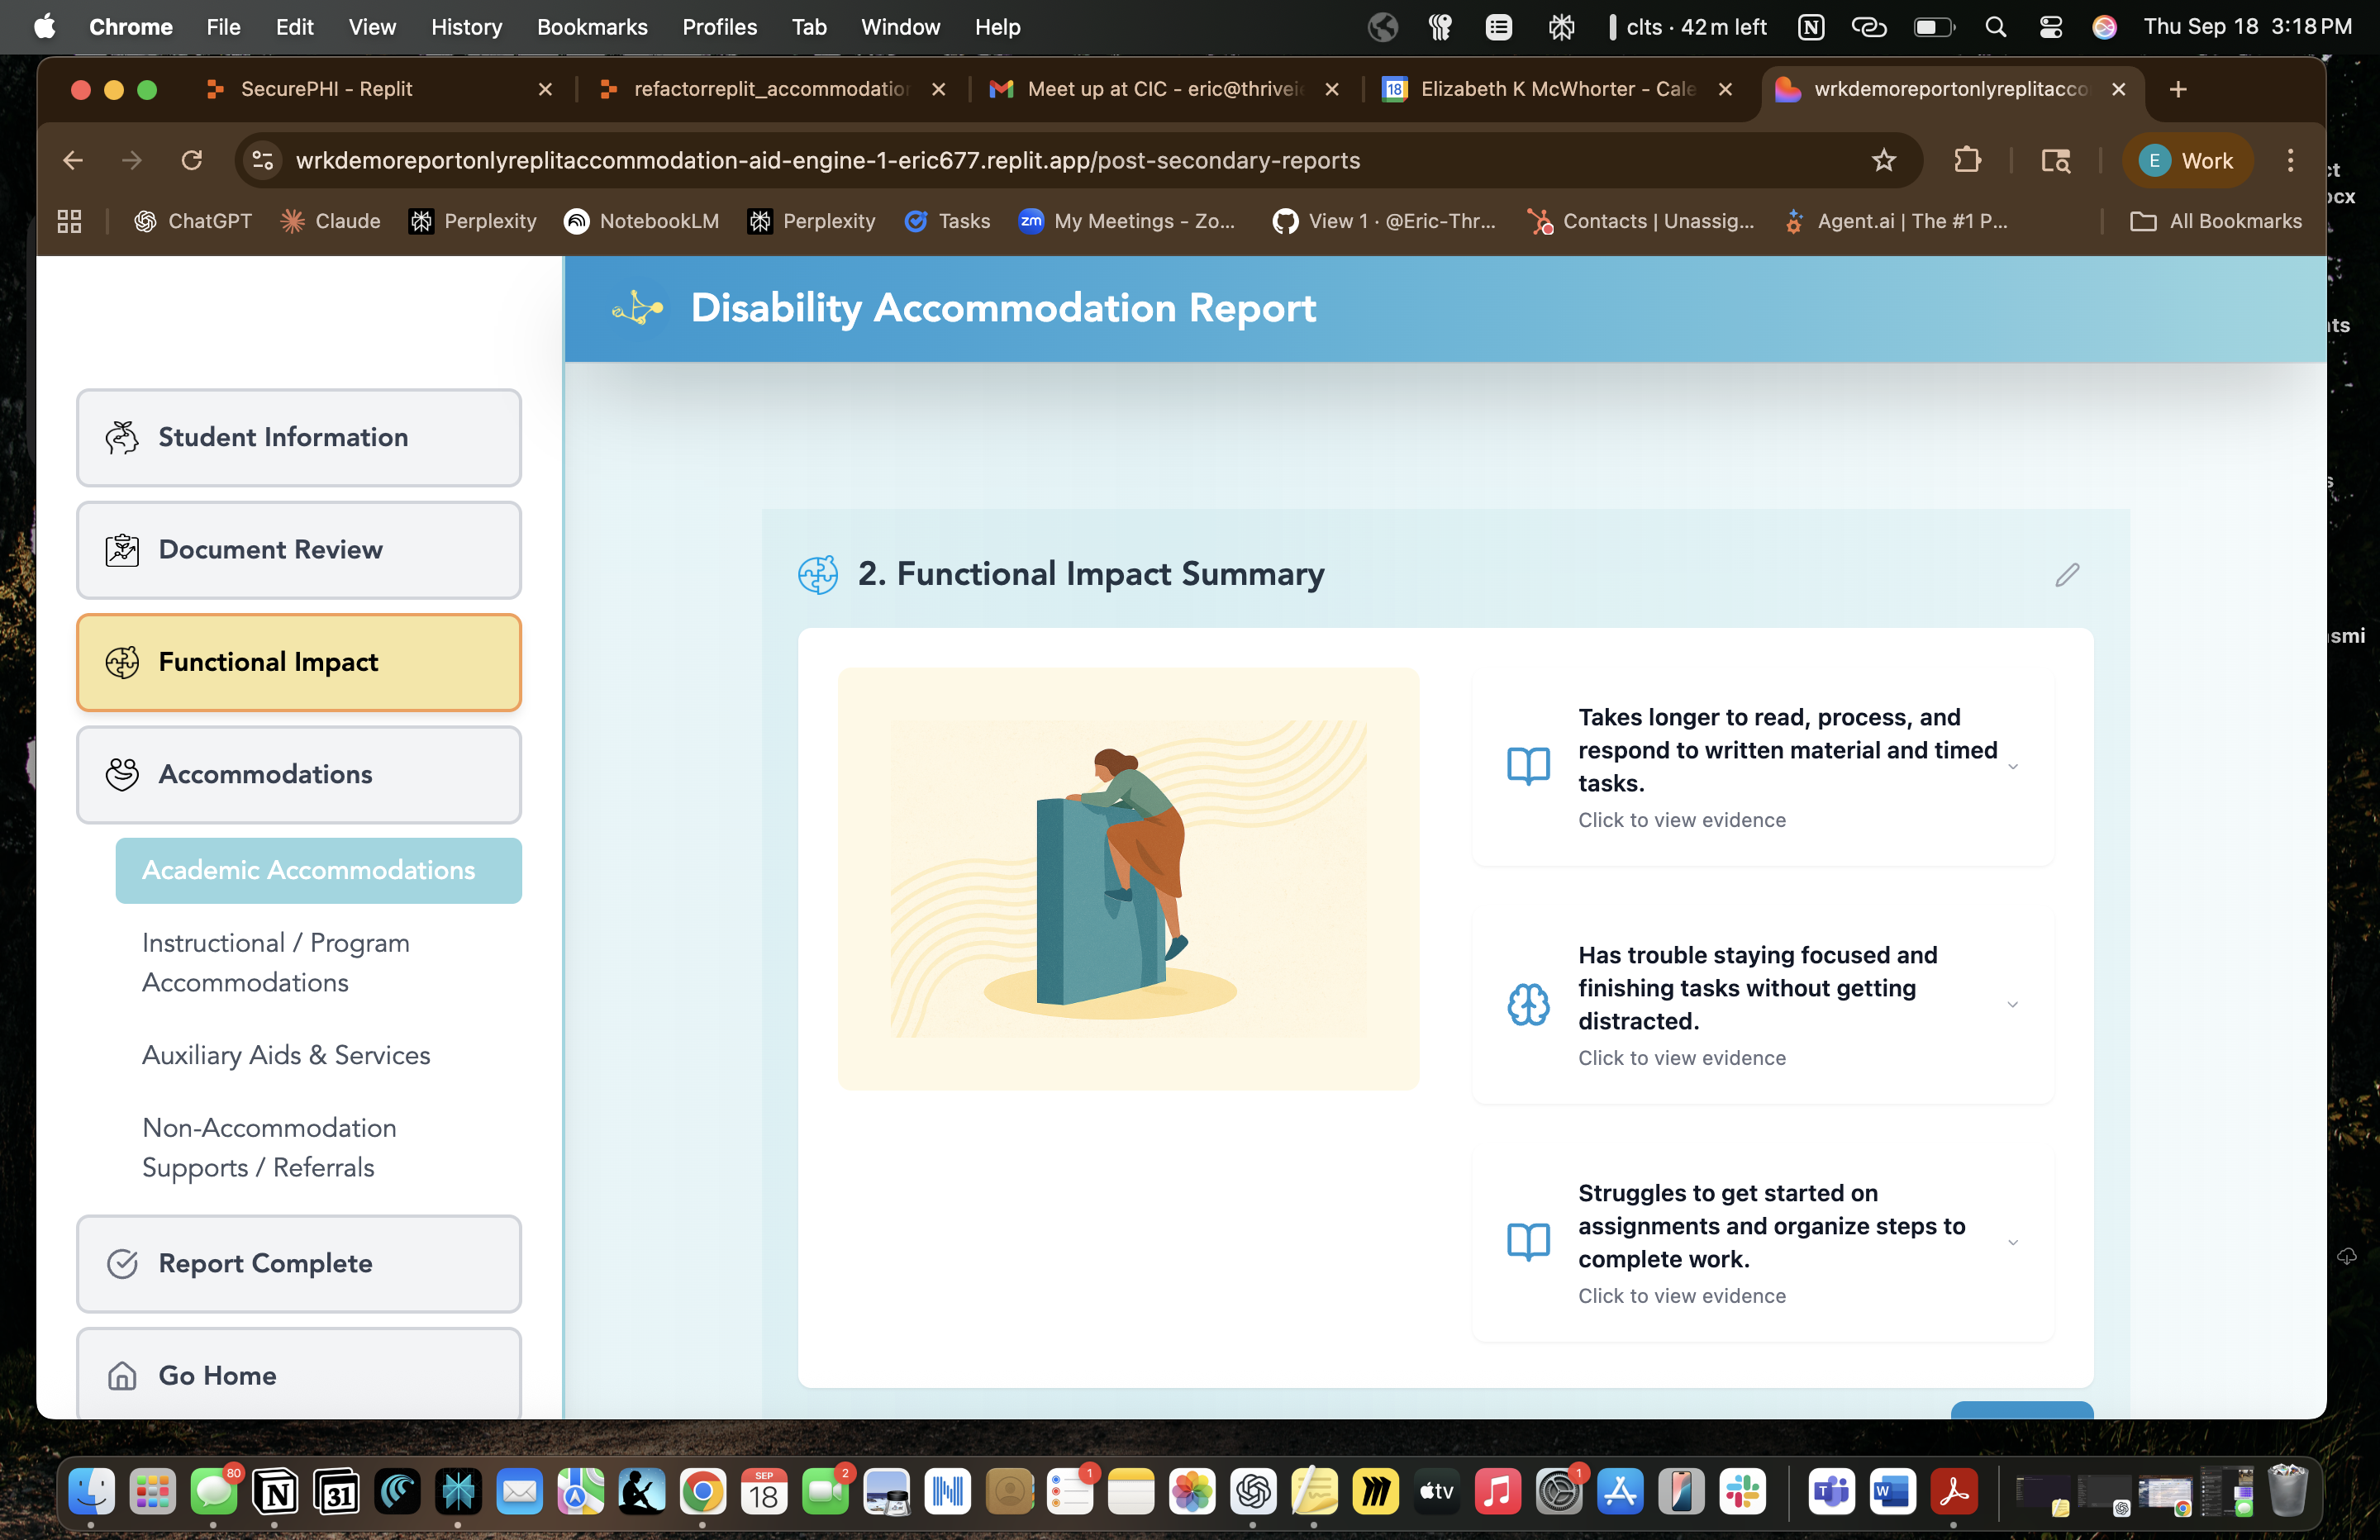 Chrome File Edit View History Bookmarks Profiles Tab Window Help
clts · 42 m left
Thu Sep 18 3:18 PM
SecurePHI - Replit
refactorreplit_accommodation
Meet up at CIC - eric@thrivei
18 Elizabeth K McWhorter - Cale
wrkdemoreportonlyreplitacco
wrkdemoreportonlyreplitaccommodation-aid-engine-1-eric677.replit.app/post-secondary-reports
E Work
ChatGPT
Claude
Perplexity
NotebookLM
Perplexity
Tasks
zm My Meetings - Zo...
View 1 · @Eric-Thr...
Contacts | Unassig...
Agent.ai | The #1 P...
All Bookmarks
Disability Accommodation Report
Student Information
Document Review
Functional Impact
Accommodations
Academic Accommodations
Instructional / Program
Accommodations
Auxiliary Aids & Services
Non-Accommodation
Supports / Referrals
Report Complete
Go Home
2. Functional Impact Summary
Takes longer to read, process, and
respond to written material and timed
tasks.
Click to view evidence
Has trouble staying focused and
finishing tasks without getting
distracted.
Click to view evidence
Struggles to get started on
assignments and organize steps to
complete work.
Click to view evidence
80
31
SEP
18
2
1
tv
1
T
W